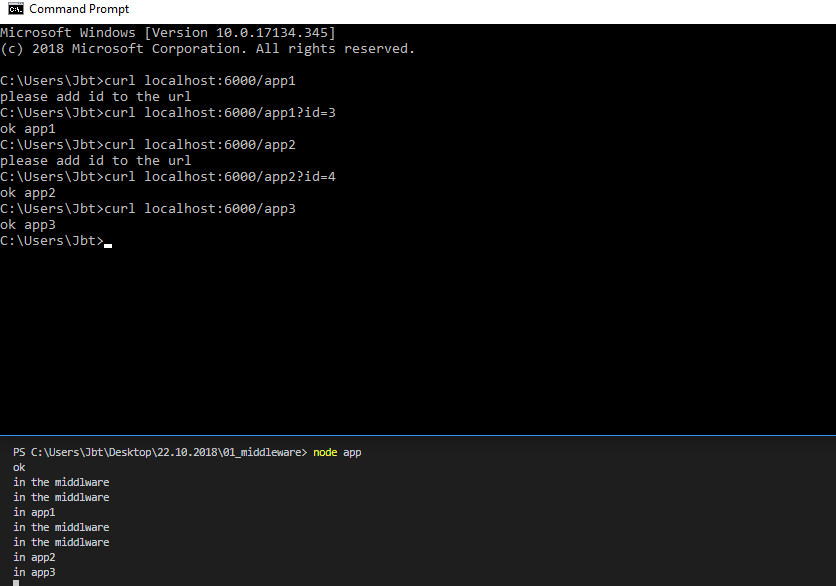 Command Prompt
Microsoft Windows [Version 10.0.17134.345]
(c) 2018 Microsoft Corporation. All rights reserved.
C:\Users\Jbt>curl localhost:6000/app1
please add id to the url
C:\Users\Jbt>curl localhost:6000/app1?id=3
ok app1
C:\Users\Jbt>curl localhost:6000/app2
please add id to the url
C:\Users\Jbt>curl localhost:6000/app2?id=4
ok app2
C:\Users\Jbt>curl localhost:6000/app3
ok app3
C:\Users\Jbt>
PS C:\Users\Jbt\Desktop\22.10.2018\01_middleware> node app
ok
in the middlware
in the middlware
in app1
in the middlware
in the middlware
in app2
in app3